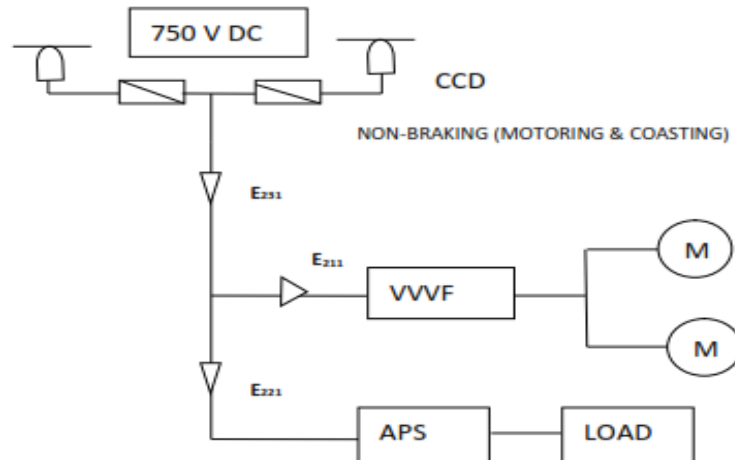 750 V DC
CCD
NON-BRAKING (MOTORING & COASTING)
E₂₃₁
E₂₁₁
VVVF
M
M
E₂₂₁
APS
LOAD